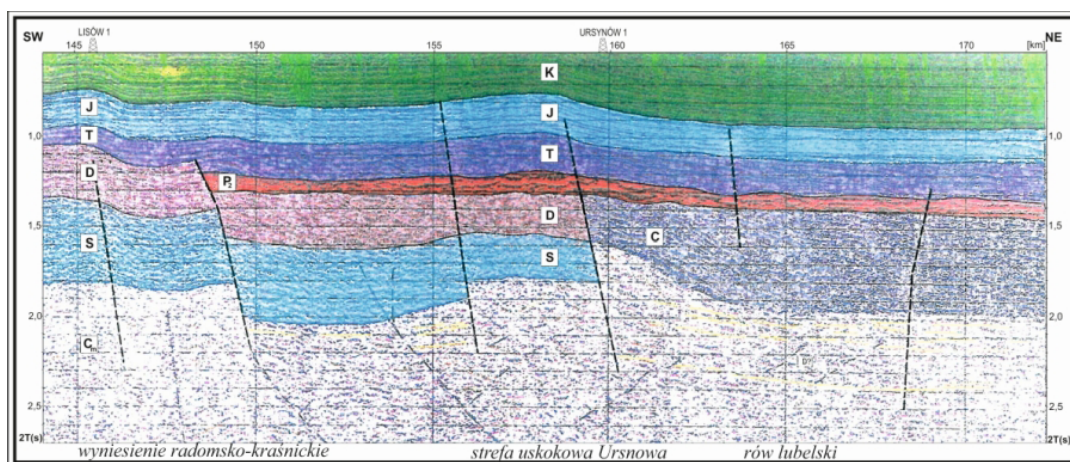 SW LISÓW 1 URSYNÓW 1 NE
145 150 155 160 165 170 [km]
K
J J
1,0 1,0
T T
D
P2
1,5 D C 1,5
S S
2,0 2,0
Cm
2,5 2,5
2T(s) 2T(s)
wyniesienie radomsko-kraśnickie strefa uskokowa Ursnowa rów lubelski